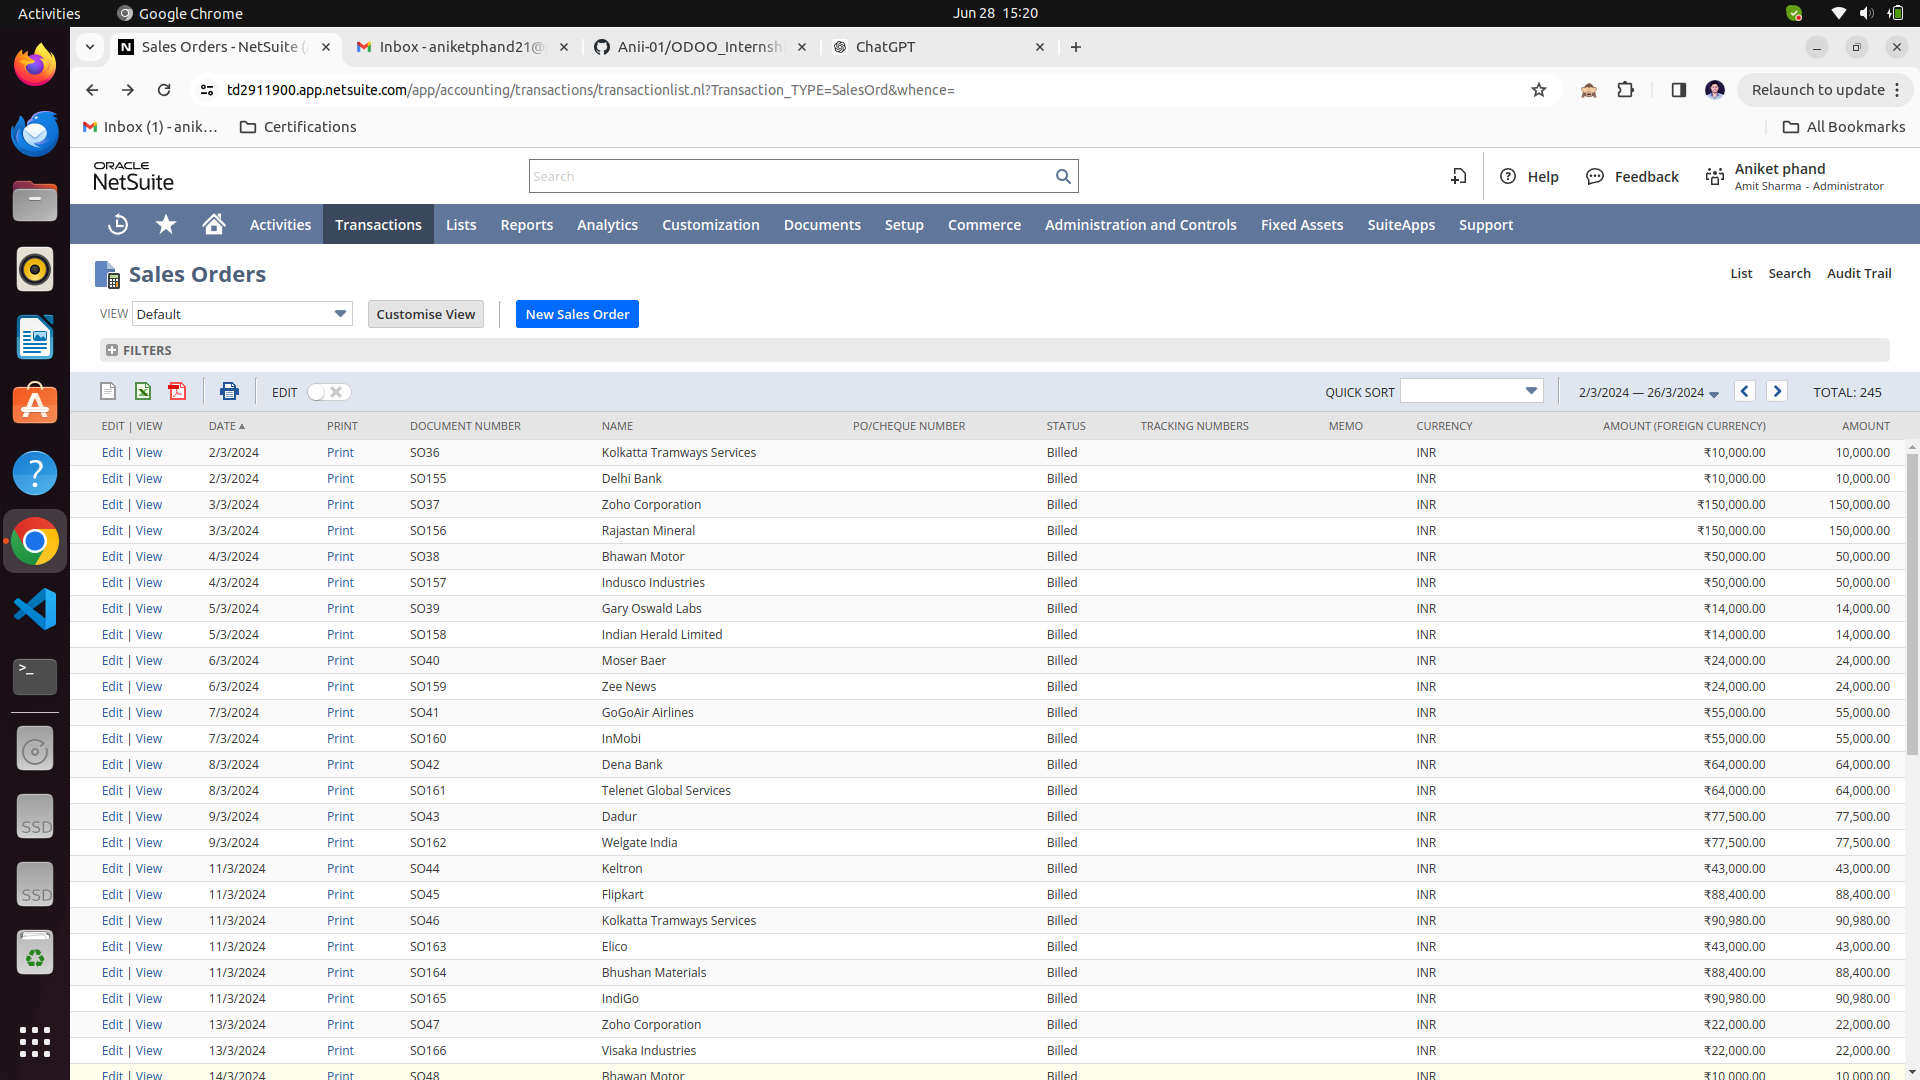 Activities Google Chrome Jun 28 15:20
Sales Orders - NetSuite ( Inbox - aniketphand21@ Anii-01/ODOO_Internsh ChatGPT
td2911900.app.netsuite.com/app/accounting/transactions/transactionlist.nl?Transaction_TYPE=SalesOrd&whence= Relaunch to update
Inbox (1) - anik... Certifications All Bookmarks
ORACLE
NetSuite
Search
Help Feedback
Aniket phand
Amit Sharma - Administrator
Activities Transactions Lists Reports Analytics Customization Documents Setup Commerce Administration and Controls Fixed Assets SuiteApps Support
Sales Orders List Search Audit Trail
VIEW Default Customise View New Sales Order
FILTERS
EDIT QUICK SORT 2/3/2024 — 26/3/2024 TOTAL: 245
EDIT | VIEW DATE PRINT DOCUMENT NUMBER NAME PO/CHEQUE NUMBER STATUS TRACKING NUMBERS MEMO CURRENCY AMOUNT (FOREIGN CURRENCY) AMOUNT
Edit | View 2/3/2024 Print SO36 Kolkatta Tramways Services Billed INR ₹10,000.00 10,000.00
Edit | View 2/3/2024 Print SO155 Delhi Bank Billed INR ₹10,000.00 10,000.00
Edit | View 3/3/2024 Print SO37 Zoho Corporation Billed INR ₹150,000.00 150,000.00
Edit | View 3/3/2024 Print SO156 Rajastan Mineral Billed INR ₹150,000.00 150,000.00
Edit | View 4/3/2024 Print SO38 Bhawan Motor Billed INR ₹50,000.00 50,000.00
Edit | View 4/3/2024 Print SO157 Indusco Industries Billed INR ₹50,000.00 50,000.00
Edit | View 5/3/2024 Print SO39 Gary Oswald Labs Billed INR ₹14,000.00 14,000.00
Edit | View 5/3/2024 Print SO158 Indian Herald Limited Billed INR ₹14,000.00 14,000.00
Edit | View 6/3/2024 Print SO40 Moser Baer Billed INR ₹24,000.00 24,000.00
Edit | View 6/3/2024 Print SO159 Zee News Billed INR ₹24,000.00 24,000.00
Edit | View 7/3/2024 Print SO41 GoGoAir Airlines Billed INR ₹55,000.00 55,000.00
Edit | View 7/3/2024 Print SO160 InMobi Billed INR ₹55,000.00 55,000.00
Edit | View 8/3/2024 Print SO42 Dena Bank Billed INR ₹64,000.00 64,000.00
Edit | View 8/3/2024 Print SO161 Telenet Global Services Billed INR ₹64,000.00 64,000.00
Edit | View 9/3/2024 Print SO43 Dadur Billed INR ₹77,500.00 77,500.00
Edit | View 9/3/2024 Print SO162 Welgate India Billed INR ₹77,500.00 77,500.00
Edit | View 11/3/2024 Print SO44 Keltron Billed INR ₹43,000.00 43,000.00
Edit | View 11/3/2024 Print SO45 Flipkart Billed INR ₹88,400.00 88,400.00
Edit | View 11/3/2024 Print SO46 Kolkatta Tramways Services Billed INR ₹90,980.00 90,980.00
Edit | View 11/3/2024 Print SO163 Elico Billed INR ₹43,000.00 43,000.00
Edit | View 11/3/2024 Print SO164 Bhushan Materials Billed INR ₹88,400.00 88,400.00
Edit | View 11/3/2024 Print SO165 IndiGo Billed INR ₹90,980.00 90,980.00
Edit | View 13/3/2024 Print SO47 Zoho Corporation Billed INR ₹22,000.00 22,000.00
Edit | View 13/3/2024 Print SO166 Visaka Industries Billed INR ₹22,000.00 22,000.00
Edit | View 14/3/2024 Print SO48 Bhawan Motor Billed INR ₹10,000.00 10,000.00
SSD
SSD